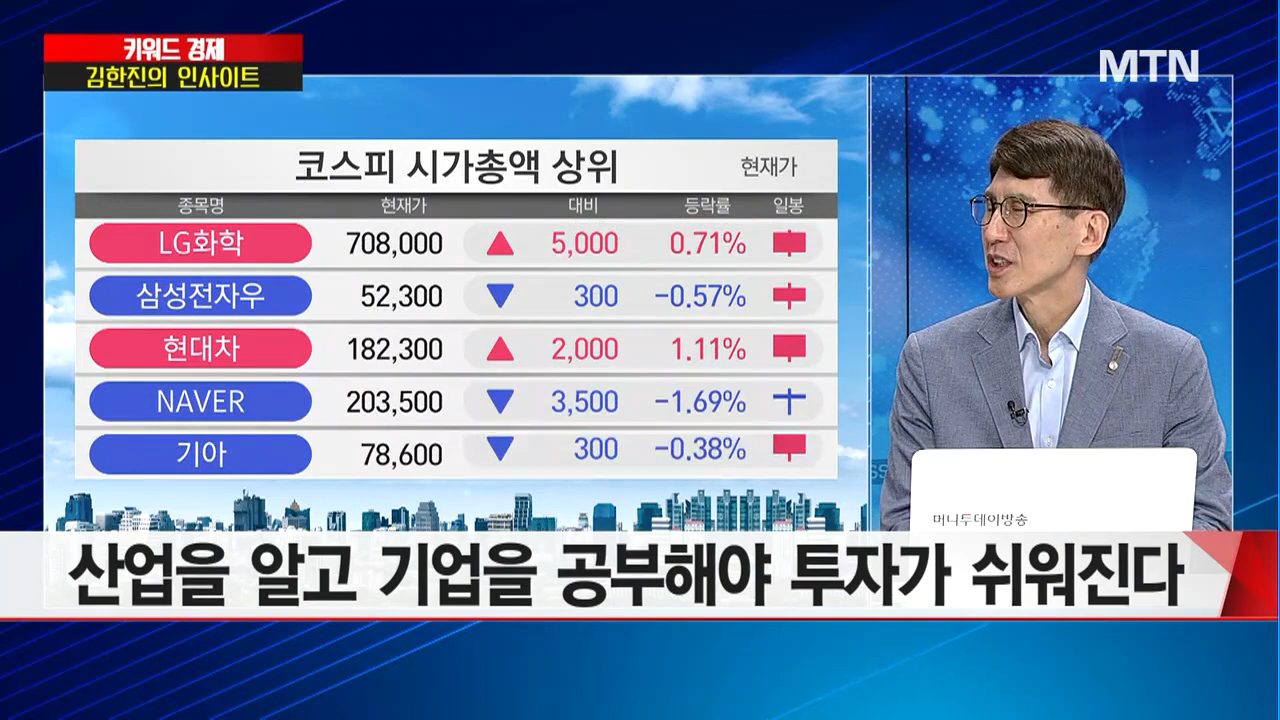 키워드 경제
김한진의 인사이트
MTN
코스피 시가총액 상위 현재가
종목명 현재가 대비 등락률 일봉
LG화학 708,000 ▲ 5,000 0.71%
삼성전자우 52,300 ▼ 300 -0.57%
현대차 182,300 ▲ 2,000 1.11%
NAVER 203,500 ▼ 3,500 -1.69%
기아 78,600 ▼ 300 -0.38%
머니투데이방송
산업을 알고 기업을 공부해야 투자가 쉬워진다